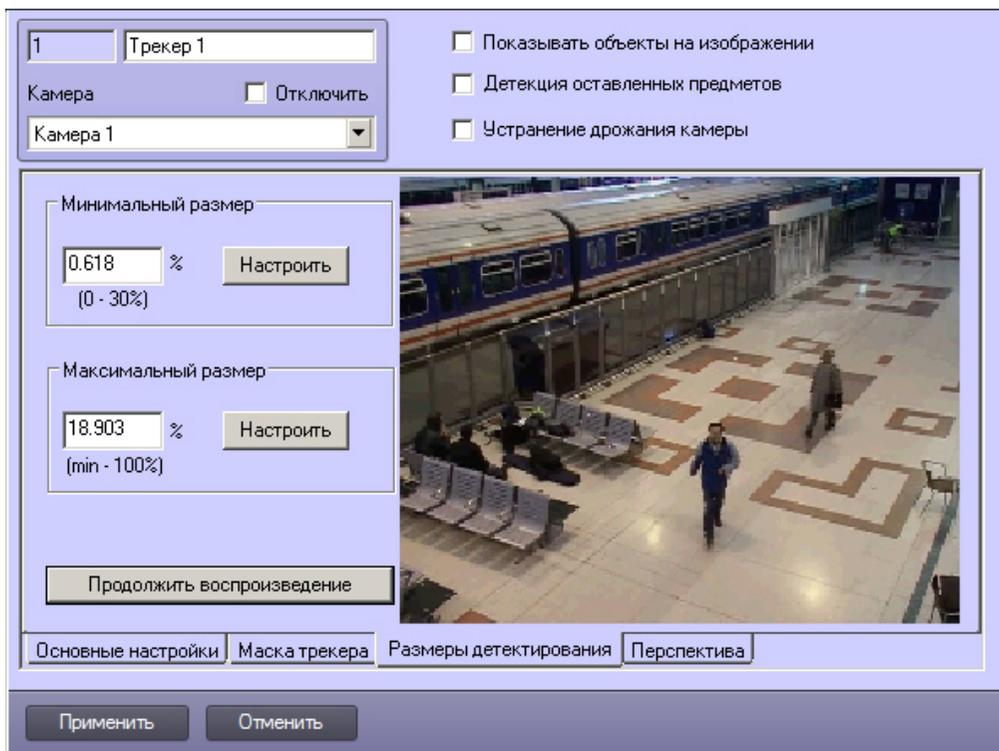 1
Трекер 1
Камера
Отключить
Камера 1
Показывать объекты на изображении
Детекция оставленных предметов
Устранение дрожания камеры
Минимальный размер
0.618 %
Настроить
(0 - 30%)
Максимальный размер
18.903 %
Настроить
(min - 100%)
Продолжить воспроизведение
Основные настройки
Маска трекера
Размеры детектирования
Перспектива
Применить
Отменить